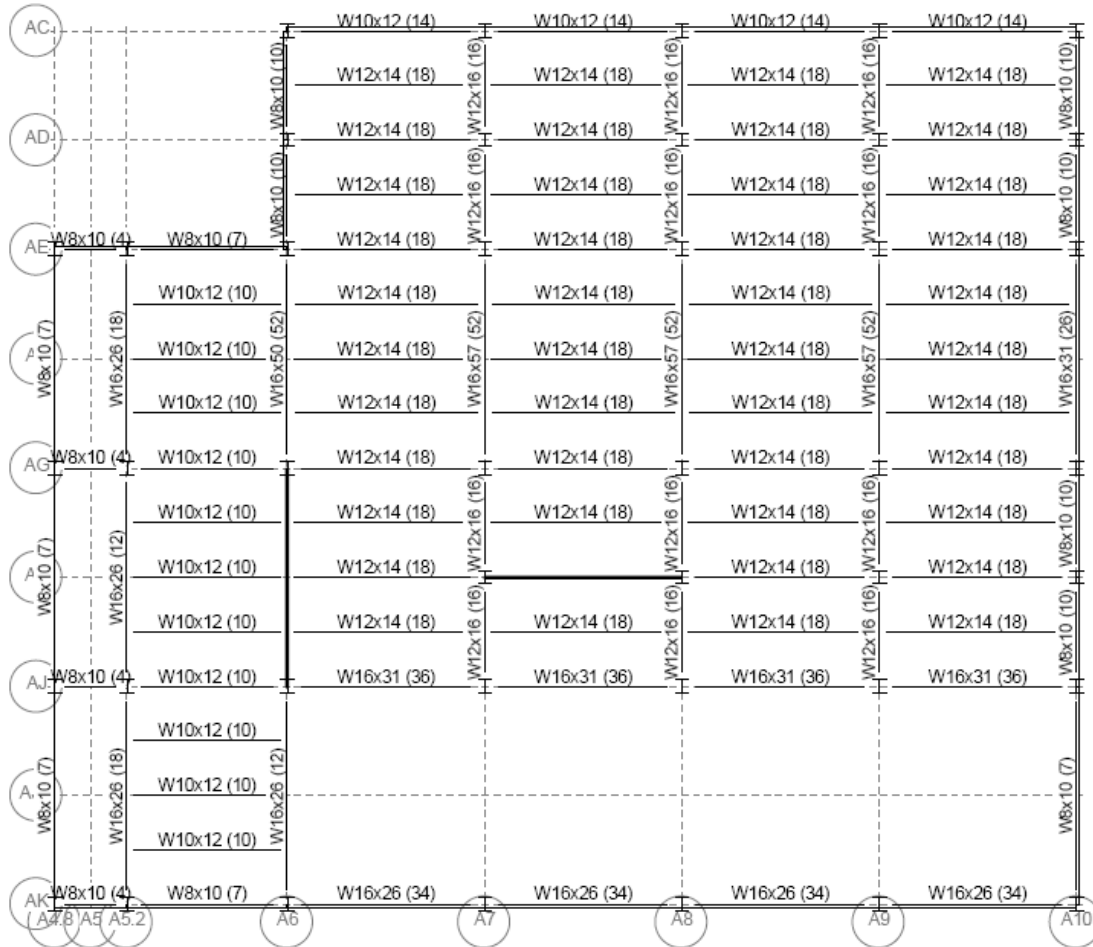 AC
W10x12 (14) W10x12 (14) W10x12 (14) W10x12 (14)
W8x10 (10) W12x16 (16) W12x16 (16) W12x16 (16) W8x10 (10)
W12x14 (18) W12x14 (18) W12x14 (18) W12x14 (18)
AD
W12x14 (18) W12x14 (18) W12x14 (18) W12x14 (18)
W8x10 (10) W12x16 (16) W12x16 (16) W12x16 (16) W8x10 (10)
W12x14 (18) W12x14 (18) W12x14 (18) W12x14 (18)
AE
W8x10 (4) W8x10 (7) W12x14 (18) W12x14 (18) W12x14 (18) W12x14 (18)
W10x12 (10) W12x14 (18) W12x14 (18) W12x14 (18) W12x14 (18)
W8x10 (7) W16x26 (18) W16x50 (52) W16x57 (52) W16x57 (52) W16x57 (52) W16x31 (26)
A
W10x12 (10) W12x14 (18) W12x14 (18) W12x14 (18) W12x14 (18)
W10x12 (10) W12x14 (18) W12x14 (18) W12x14 (18) W12x14 (18)
AG
W8x10 (4) W10x12 (10) W12x14 (18) W12x14 (18) W12x14 (18) W12x14 (18)
W12x16 (16) W12x16 (16) W12x16 (16) W8x10 (10)
W10x12 (10) W12x14 (18) W12x14 (18) W12x14 (18) W12x14 (18)
W8x10 (7) W16x26 (12)
A
W10x12 (10) W12x14 (18) W12x14 (18) W12x14 (18)
W12x16 (16) W12x16 (16) W12x16 (16) W8x10 (10)
W10x12 (10) W12x14 (18) W12x14 (18) W12x14 (18) W12x14 (18)
AJ
W8x10 (4) W10x12 (10) W16x31 (36) W16x31 (36) W16x31 (36) W16x31 (36)
W10x12 (10)
W8x10 (7) W16x26 (18) W16x26 (12) W8x10 (7)
A
W10x12 (10)
W10x12 (10)
AK
W8x10 (4) W8x10 (7) W16x26 (34) W16x26 (34) W16x26 (34) W16x26 (34)
A4.8 A5 A5.2 A6 A7 A8 A9 A10